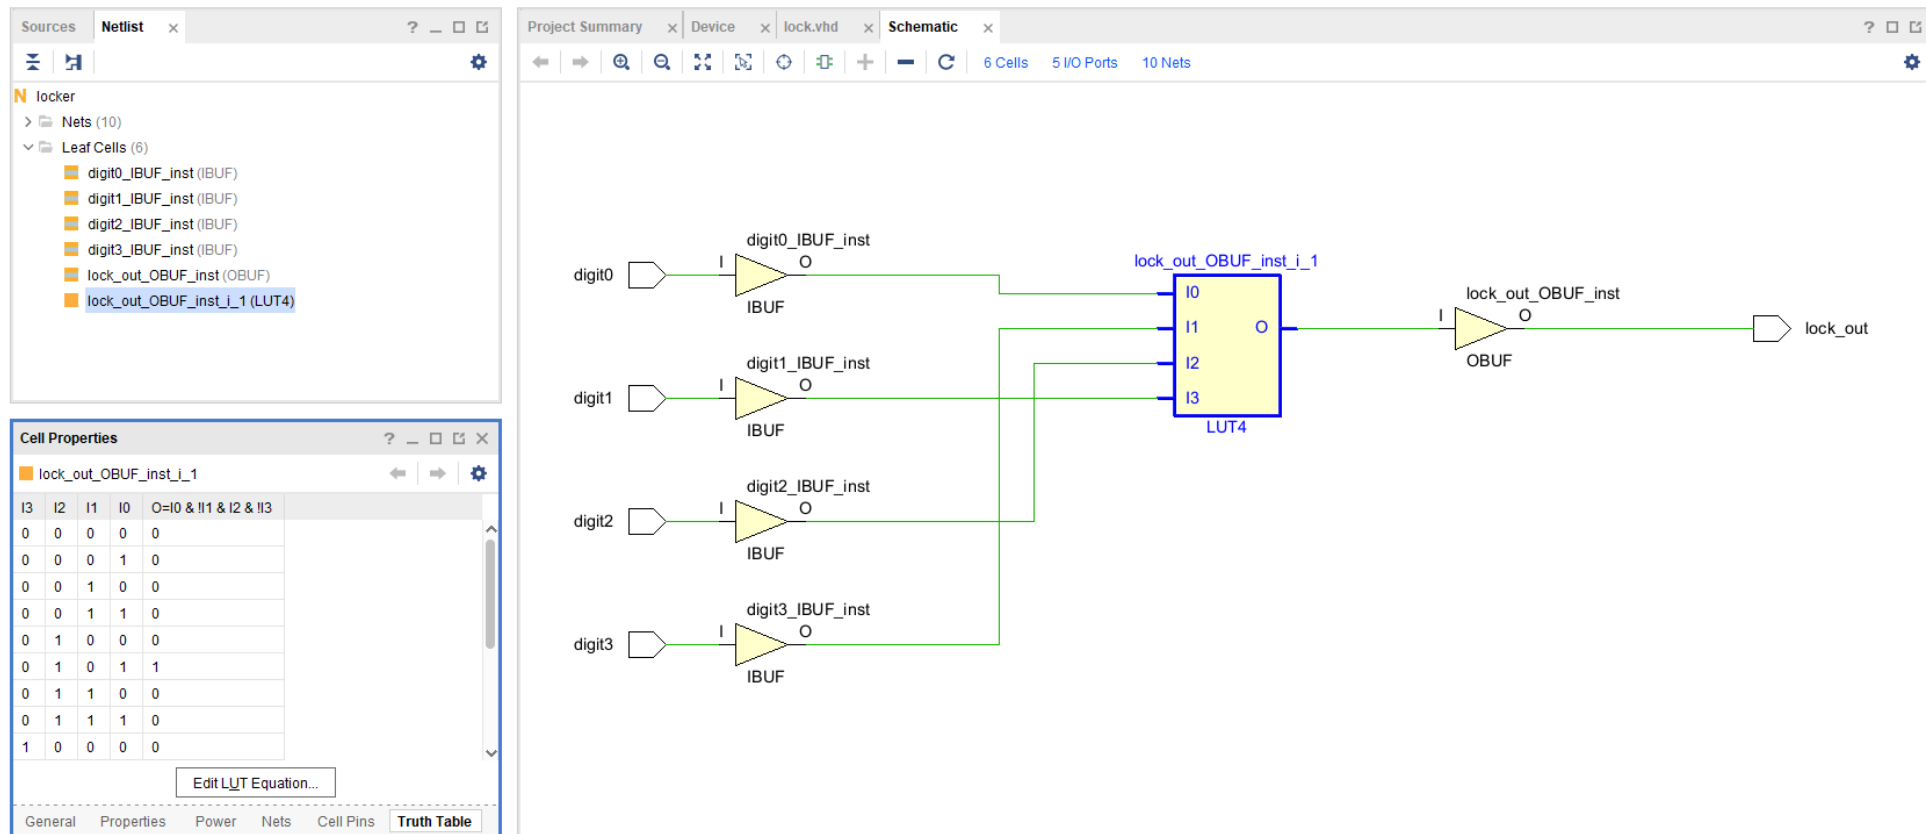 Sources Netlist
locker
Nets (10)
Leaf Cells (6)
digit0_IBUF_inst (IBUF)
digit1_IBUF_inst (IBUF)
digit2_IBUF_inst (IBUF)
digit3_IBUF_inst (IBUF)
lock_out_OBUF_inst (OBUF)
lock_out_OBUF_inst_i_1 (LUT4)
Cell Properties
lock_out_OBUF_inst_i_1
I3 I2 I1 I0 O=I0 & !I1 & I2 & !I3
0 0 0 0 0
0 0 0 1 0
0 0 1 0 0
0 0 1 1 0
0 1 0 0 0
0 1 0 1 1
0 1 1 0 0
0 1 1 1 0
1 0 0 0 0
Edit LUT Equation...
General Properties Power Nets Cell Pins Truth Table
Project Summary Device lock.vhd Schematic
6 Cells 5 I/O Ports 10 Nets
digit0_IBUF_inst
digit0 I O
IBUF
digit1_IBUF_inst
digit1 I O
IBUF
digit2_IBUF_inst
digit2 I O
IBUF
digit3_IBUF_inst
digit3 I O
IBUF
lock_out_OBUF_inst_i_1
I0
I1 O
I2
I3
LUT4
lock_out_OBUF_inst
I O
OBUF
lock_out